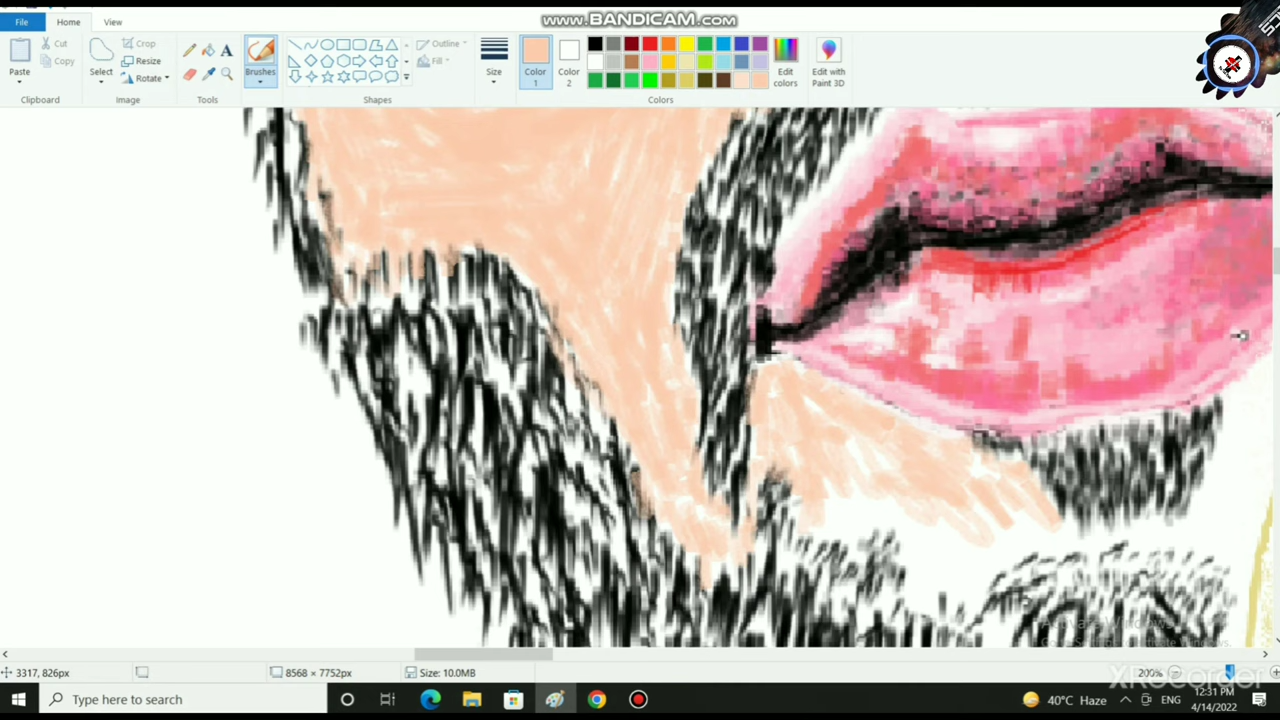 www.BANDICAM.com
File Home View
Paste
Cut
Copy
Clipboard
Select
Crop
Resize
Rotate
Image
Tools
Brushes
Shapes
Outline
Fill
Size
Color 1
Color 2
Colors
Edit colors
Edit with Paint 3D
3317, 826px
8568 × 7752px
Size: 10.0MB
200%
XRecorder
Type here to search
40°C Haze
ENG
12:31 PM
4/14/2022